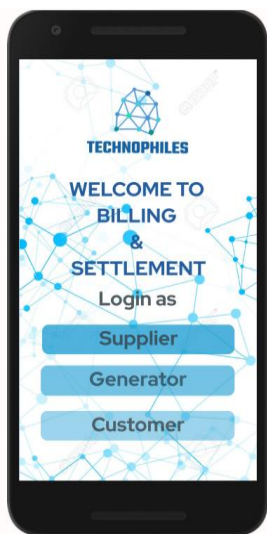 TECHNOPHILES
WELCOME TO
BILLING
&
SETTLEMENT
Login as
Supplier
Generator
Customer